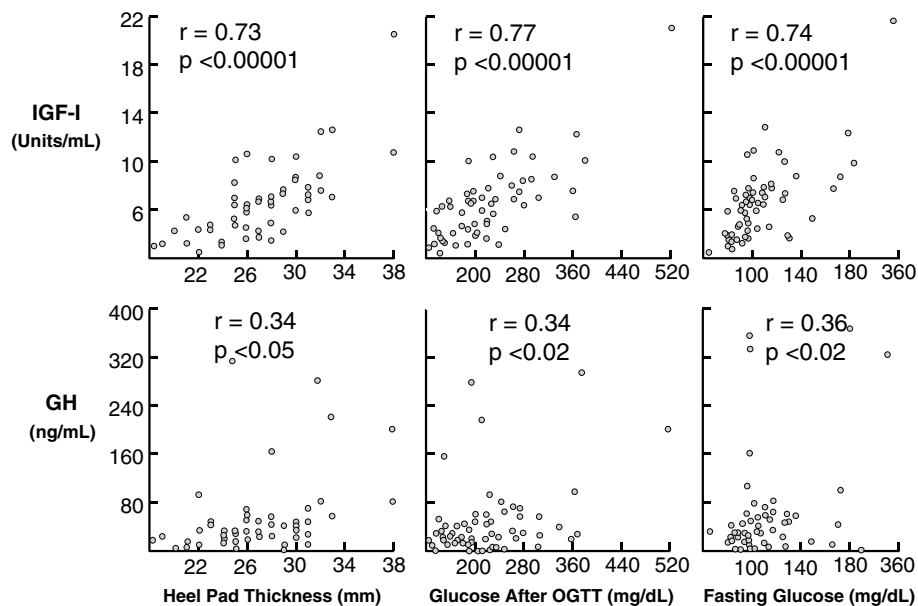 22
18
14
10
6
IGF-I
(Units/mL)
r = 0.73
p <0.00001
22 26 30 34 38
r = 0.77
p <0.00001
200 280 360 440 520
r = 0.74
p <0.00001
100 140 180 360
400
320
240
160
80
GH
(ng/mL)
r = 0.34
p <0.05
22 26 30 34 38
Heel Pad Thickness (mm)
r = 0.34
p <0.02
200 280 360 440 520
Glucose After OGTT (mg/dL)
r = 0.36
p <0.02
100 140 180 360
Fasting Glucose (mg/dL)